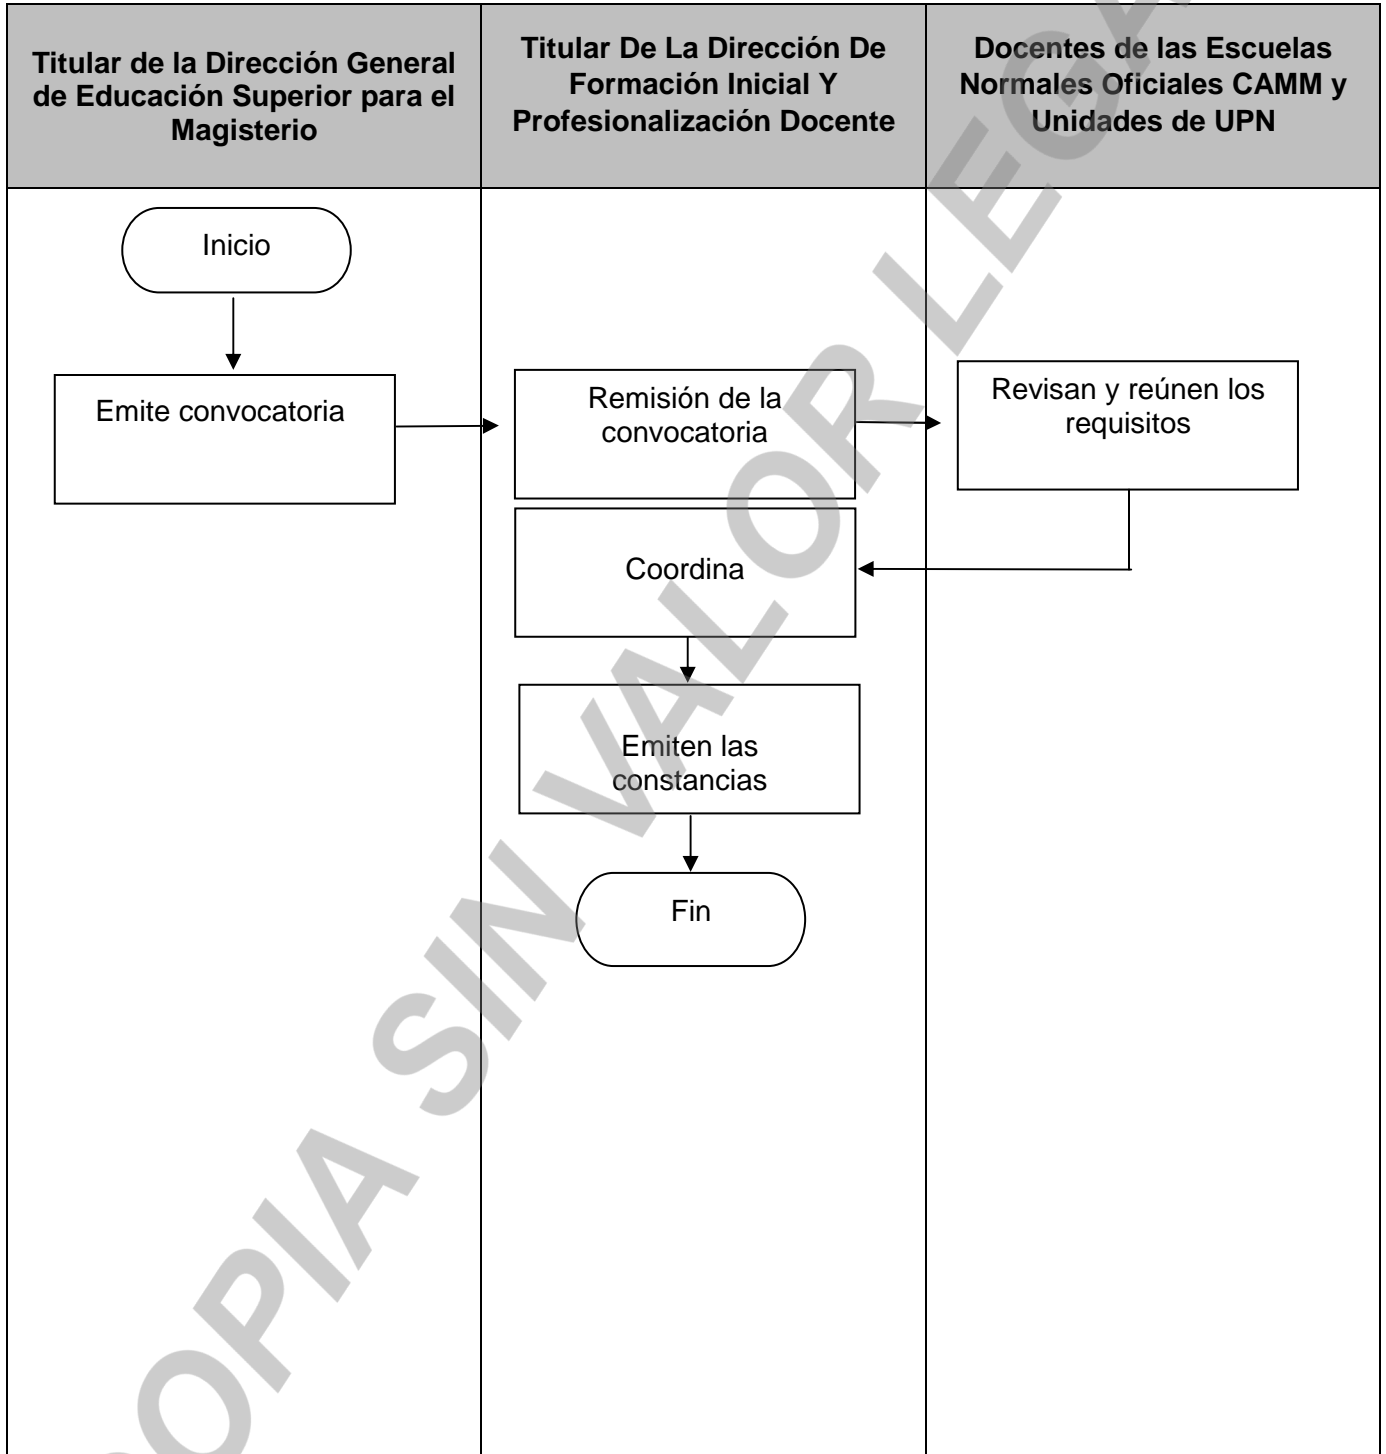 Titular de la Dirección General
de Educación Superior para el
Magisterio
Titular De La Dirección De
Formación Inicial Y
Profesionalización Docente
Docentes de las Escuelas
Normales Oficiales CAMM y
Unidades de UPN
Inicio
Emite convocatoria
Remisión de la
convocatoria
Revisan y reúnen los
requisitos
Coordina
Emiten las
constancias
Fin
OPIA SIN VALOR LEGA